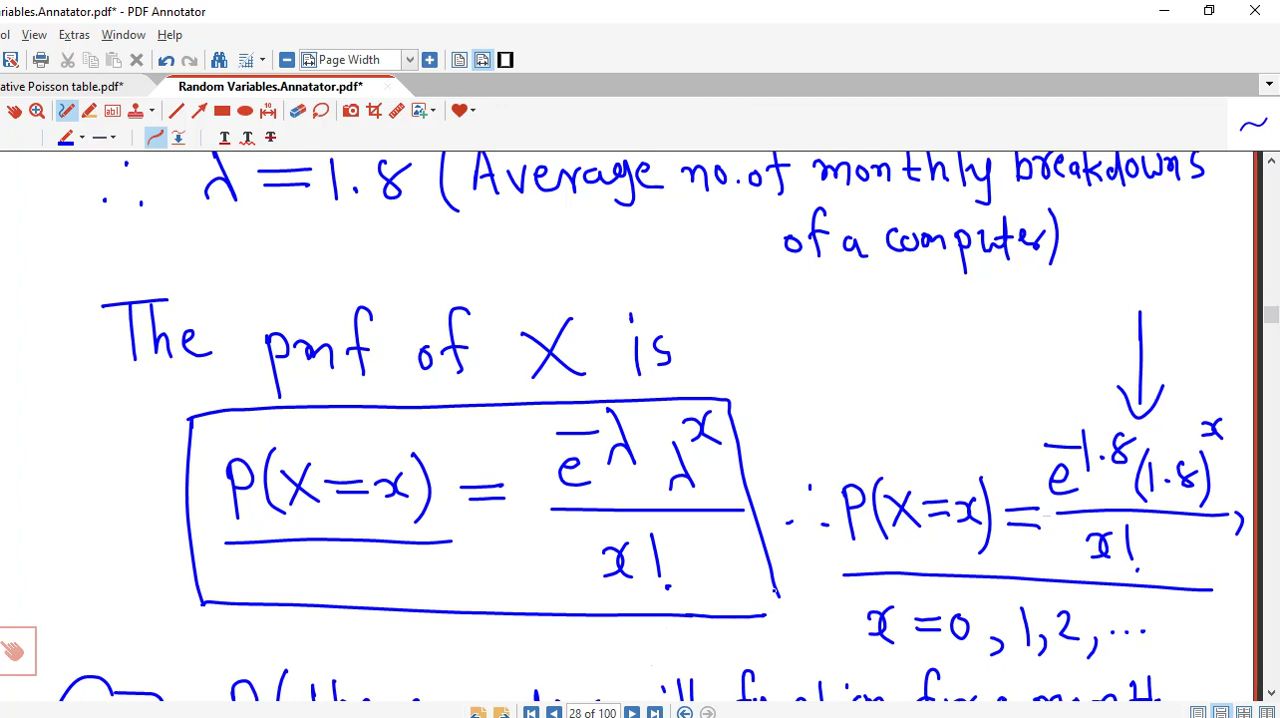 ariables.Annatator.pdf* - PDF Annotator
ol View Extras Window Help
Page Width
ative Poisson table.pdf* Random Variables.Annatator.pdf*
∴ λ = 1.8 (Average no. of monthly breakdowns
of a computer)
The pmf of X is
P(X=x) = e^-λ λ^x / x!
∴ P(X=x) = e^-1.8 (1.8)^x / x! ,
x = 0, 1, 2, ...
28 of 100